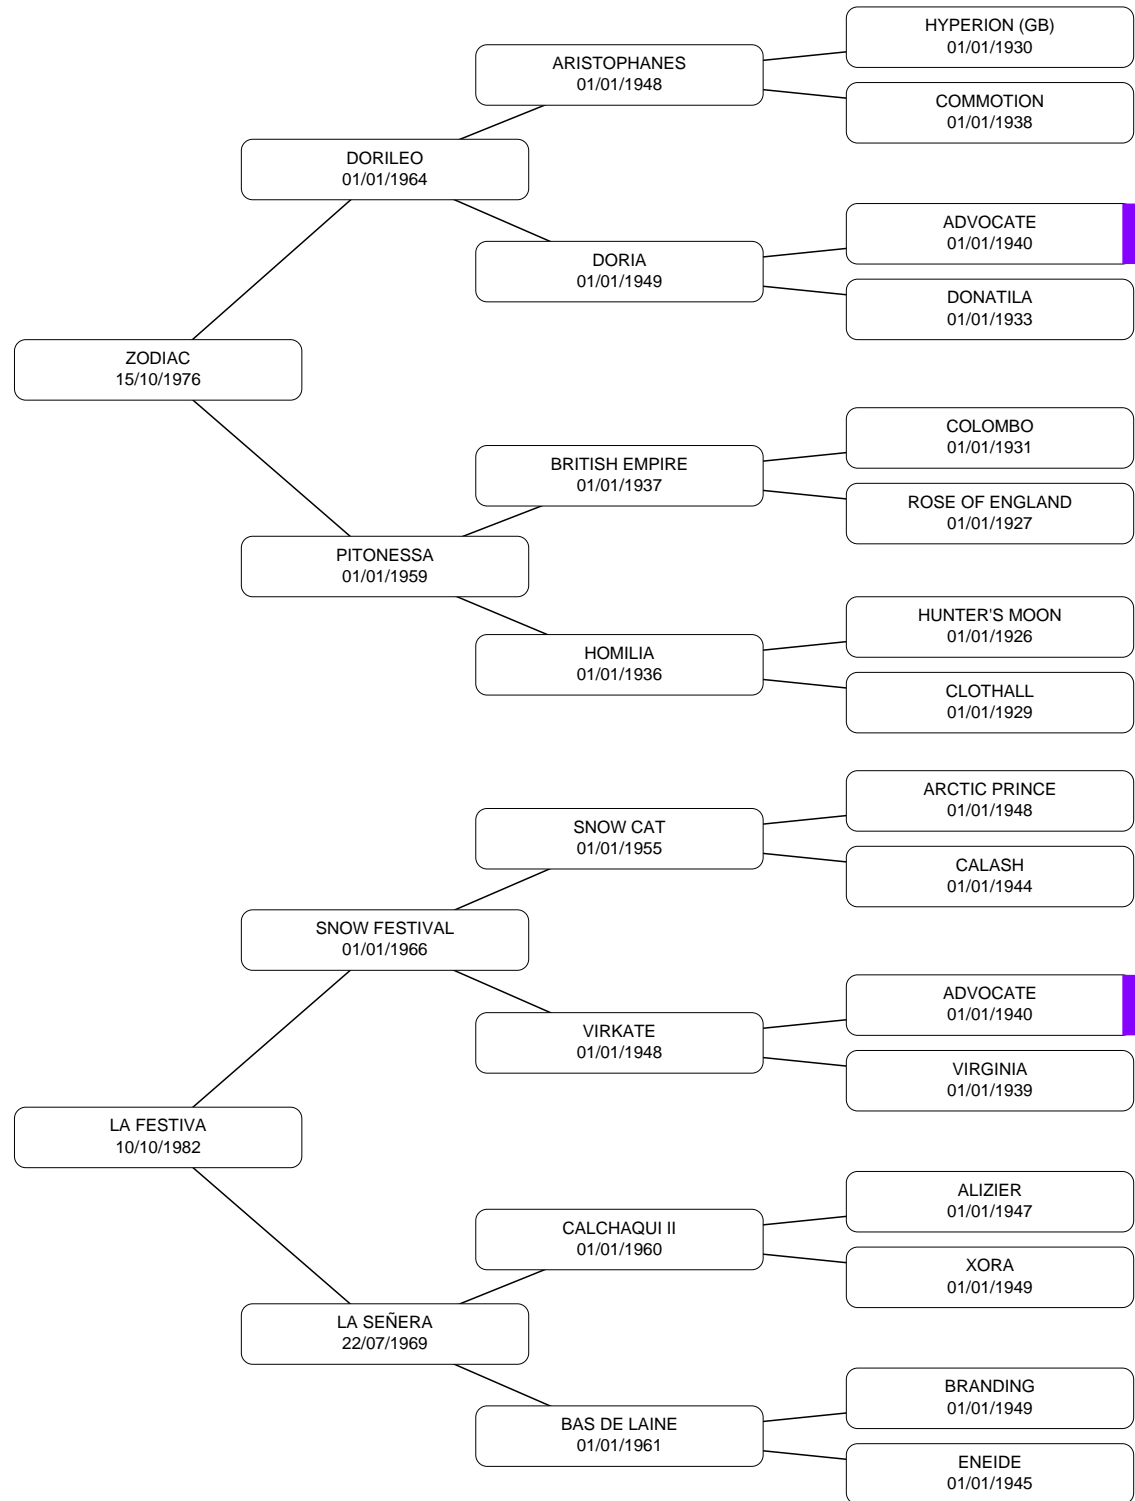 HYPERION (GB)
01/01/1930
ARISTOPHANES
01/01/1948
COMMOTION
01/01/1938
DORILEO
01/01/1964
ADVOCATE
01/01/1940
DORIA
01/01/1949
DONATILA
01/01/1933
ZODIAC
15/10/1976
COLOMBO
01/01/1931
BRITISH EMPIRE
01/01/1937
ROSE OF ENGLAND
01/01/1927
PITONESSA
01/01/1959
HUNTER'S MOON
01/01/1926
HOMILIA
01/01/1936
CLOTHALL
01/01/1929
ARCTIC PRINCE
01/01/1948
SNOW CAT
01/01/1955
CALASH
01/01/1944
SNOW FESTIVAL
01/01/1966
ADVOCATE
01/01/1940
VIRKATE
01/01/1948
VIRGINIA
01/01/1939
LA FESTIVA
10/10/1982
ALIZIER
01/01/1947
CALCHAQUI II
01/01/1960
XORA
01/01/1949
LA SEÑERA
22/07/1969
BRANDING
01/01/1949
BAS DE LAINE
01/01/1961
ENEIDE
01/01/1945